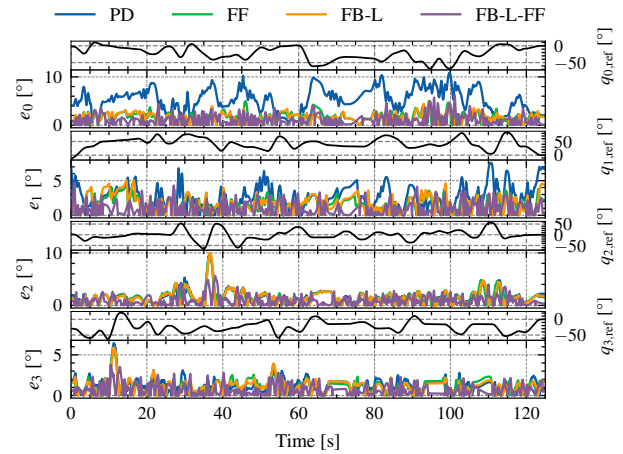 PD FF FB-L FB-L-FF
0
−50
q0,ref [°]
10
5
0
e0 [°]
50
0
q1,ref [°]
5
0
e1 [°]
50
0
−50
q2,ref [°]
10
5
0
e2 [°]
0
−50
q3,ref [°]
5
0
e3 [°]
0 20 40 60 80 100 120
Time [s]